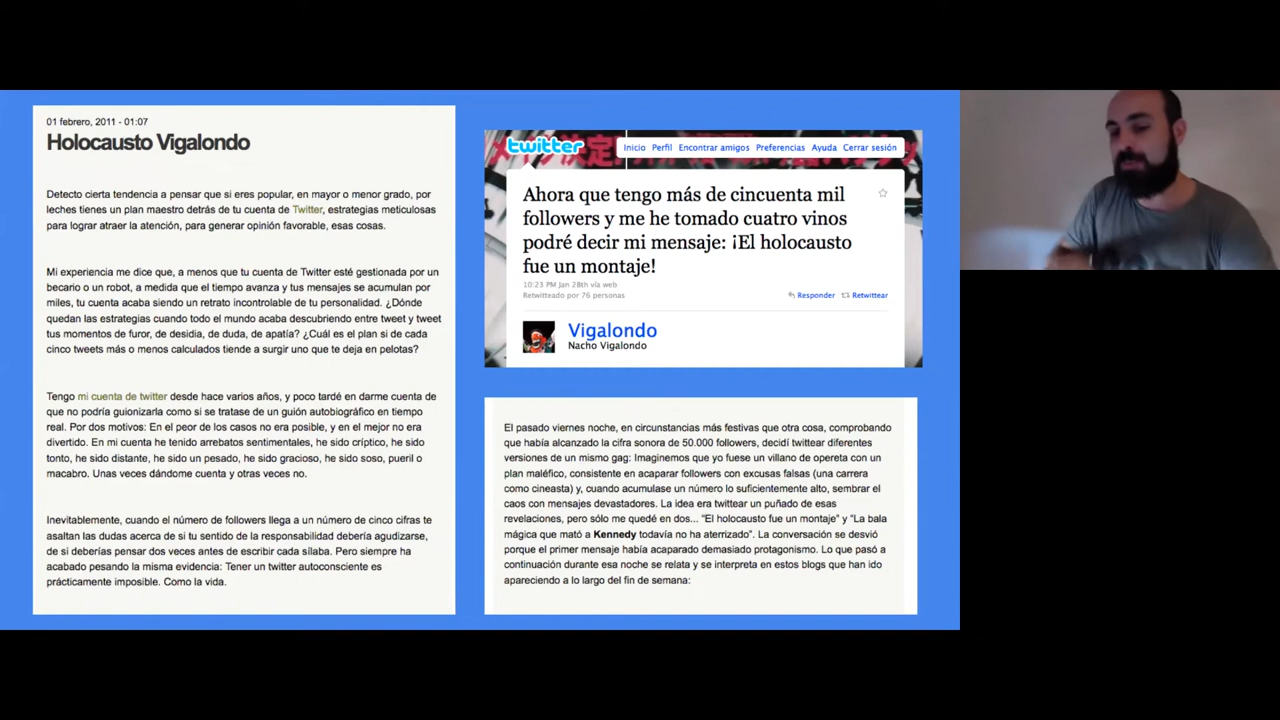 01 febrero, 2011 - 01:07
Holocausto Vigalondo
Detecto cierta tendencia a pensar que si eres popular, en mayor o menor grado, por
leches tienes un plan maestro detrás de tu cuenta de Twitter, estrategias meticulosas
para lograr atraer la atención, para generar opinión favorable, esas cosas.
Mi experiencia me dice que, a menos que tu cuenta de Twitter esté gestionada por un
becario o un robot, a medida que el tiempo avanza y tus mensajes se acumulan por
miles, tu cuenta acaba siendo un retrato incontrolable de tu personalidad. ¿Dónde
quedan las estrategias cuando todo el mundo acaba descubriendo entre tweet y tweet
tus momentos de furor, de desidia, de duda, de apatía? ¿Cuál es el plan si de cada
cinco tweets más o menos calculados tiende a surgir uno que te deja en pelotas?
Tengo mi cuenta de twitter desde hace varios años, y poco tardé en darme cuenta de
que no podría guionizarla como si se tratase de un guión autobiográfico en tiempo
real. Por dos motivos: En el peor de los casos no era posible, y en el mejor no era
divertido. En mi cuenta he tenido arrebatos sentimentales, he sido críptico, he sido
tonto, he sido distante, he sido un pesado, he sido gracioso, he sido soso, pueril o
macabro. Unas veces dándome cuenta y otras veces no.
Inevitablemente, cuando el número de followers llega a un número de cinco cifras te
asaltan las dudas acerca de si tu sentido de la responsabilidad debería agudizarse,
de si deberías pensar dos veces antes de escribir cada sílaba. Pero siempre ha
acabado pesando la misma evidencia: Tener un twitter autoconsciente es
prácticamente imposible. Como la vida.
twitter
Inicio Perfil Encontrar amigos Preferencias Ayuda Cerrar sesión
Ahora que tengo más de cincuenta mil
followers y me he tomado cuatro vinos
podré decir mi mensaje: ¡El holocausto
fue un montaje!
10:23 PM Jan 28th vía web
Retwitteado por 76 personas
Responder Retwittear
Vigalondo
Nacho Vigalondo
El pasado viernes noche, en circunstancias más festivas que otra cosa, comprobando
que había alcanzado la cifra sonora de 50.000 followers, decidí twittear diferentes
versiones de un mismo gag: Imaginemos que yo fuese un villano de opereta con un
plan maléfico, consistente en acaparar followers con excusas falsas (una carrera
como cineasta) y, cuando acumulase un número lo suficientemente alto, sembrar el
caos con mensajes devastadores. La idea era twittear un puñado de esas
revelaciones, pero sólo me quedé en dos... “El holocausto fue un montaje” y “La bala
mágica que mató a Kennedy todavía no ha aterrizado”. La conversación se desvió
porque el primer mensaje había acaparado demasiado protagonismo. Lo que pasó a
continuación durante esa noche se relata y se interpreta en estos blogs que han ido
apareciendo a lo largo del fin de semana: